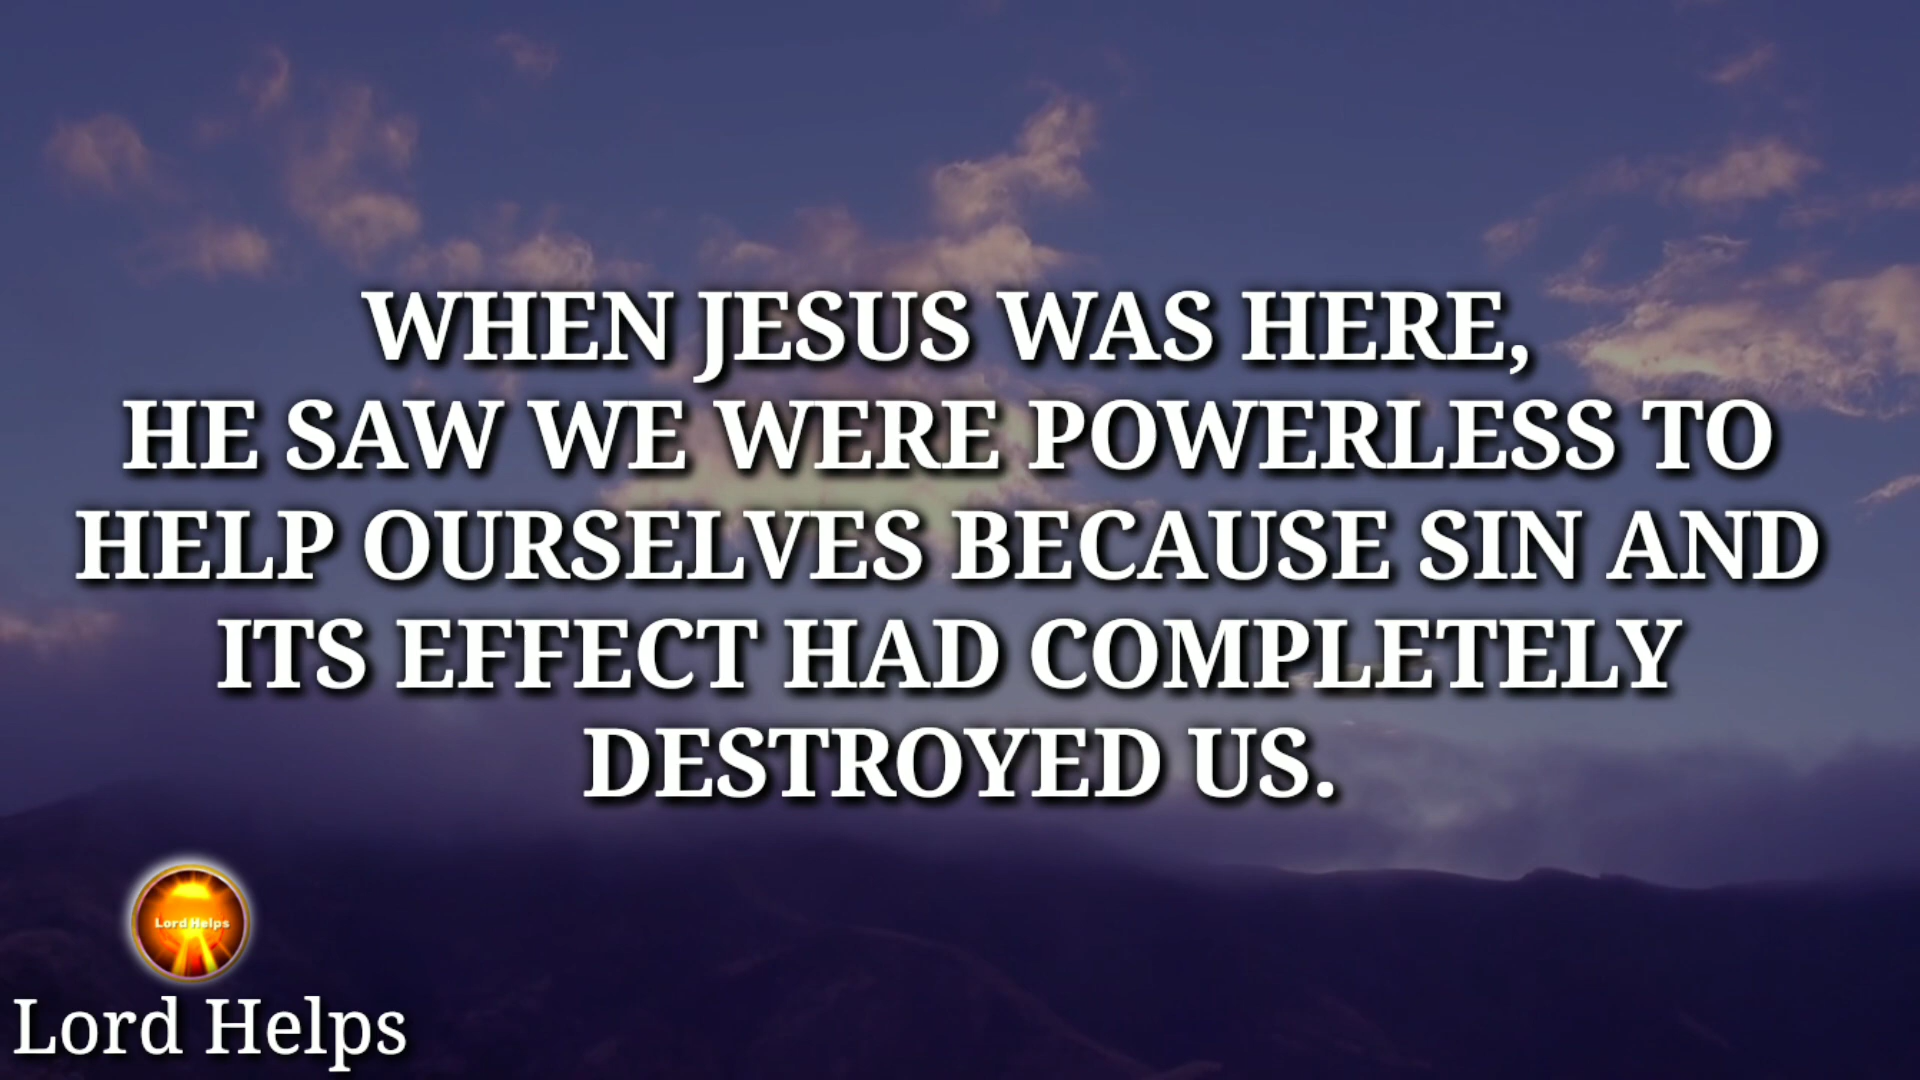 WHEN JESUS WAS HERE,
HE SAW WE WERE POWERLESS TO
HELP OURSELVES BECAUSE SIN AND
ITS EFFECT HAD COMPLETELY
DESTROYED US.
Lord Helps
Lord Helps